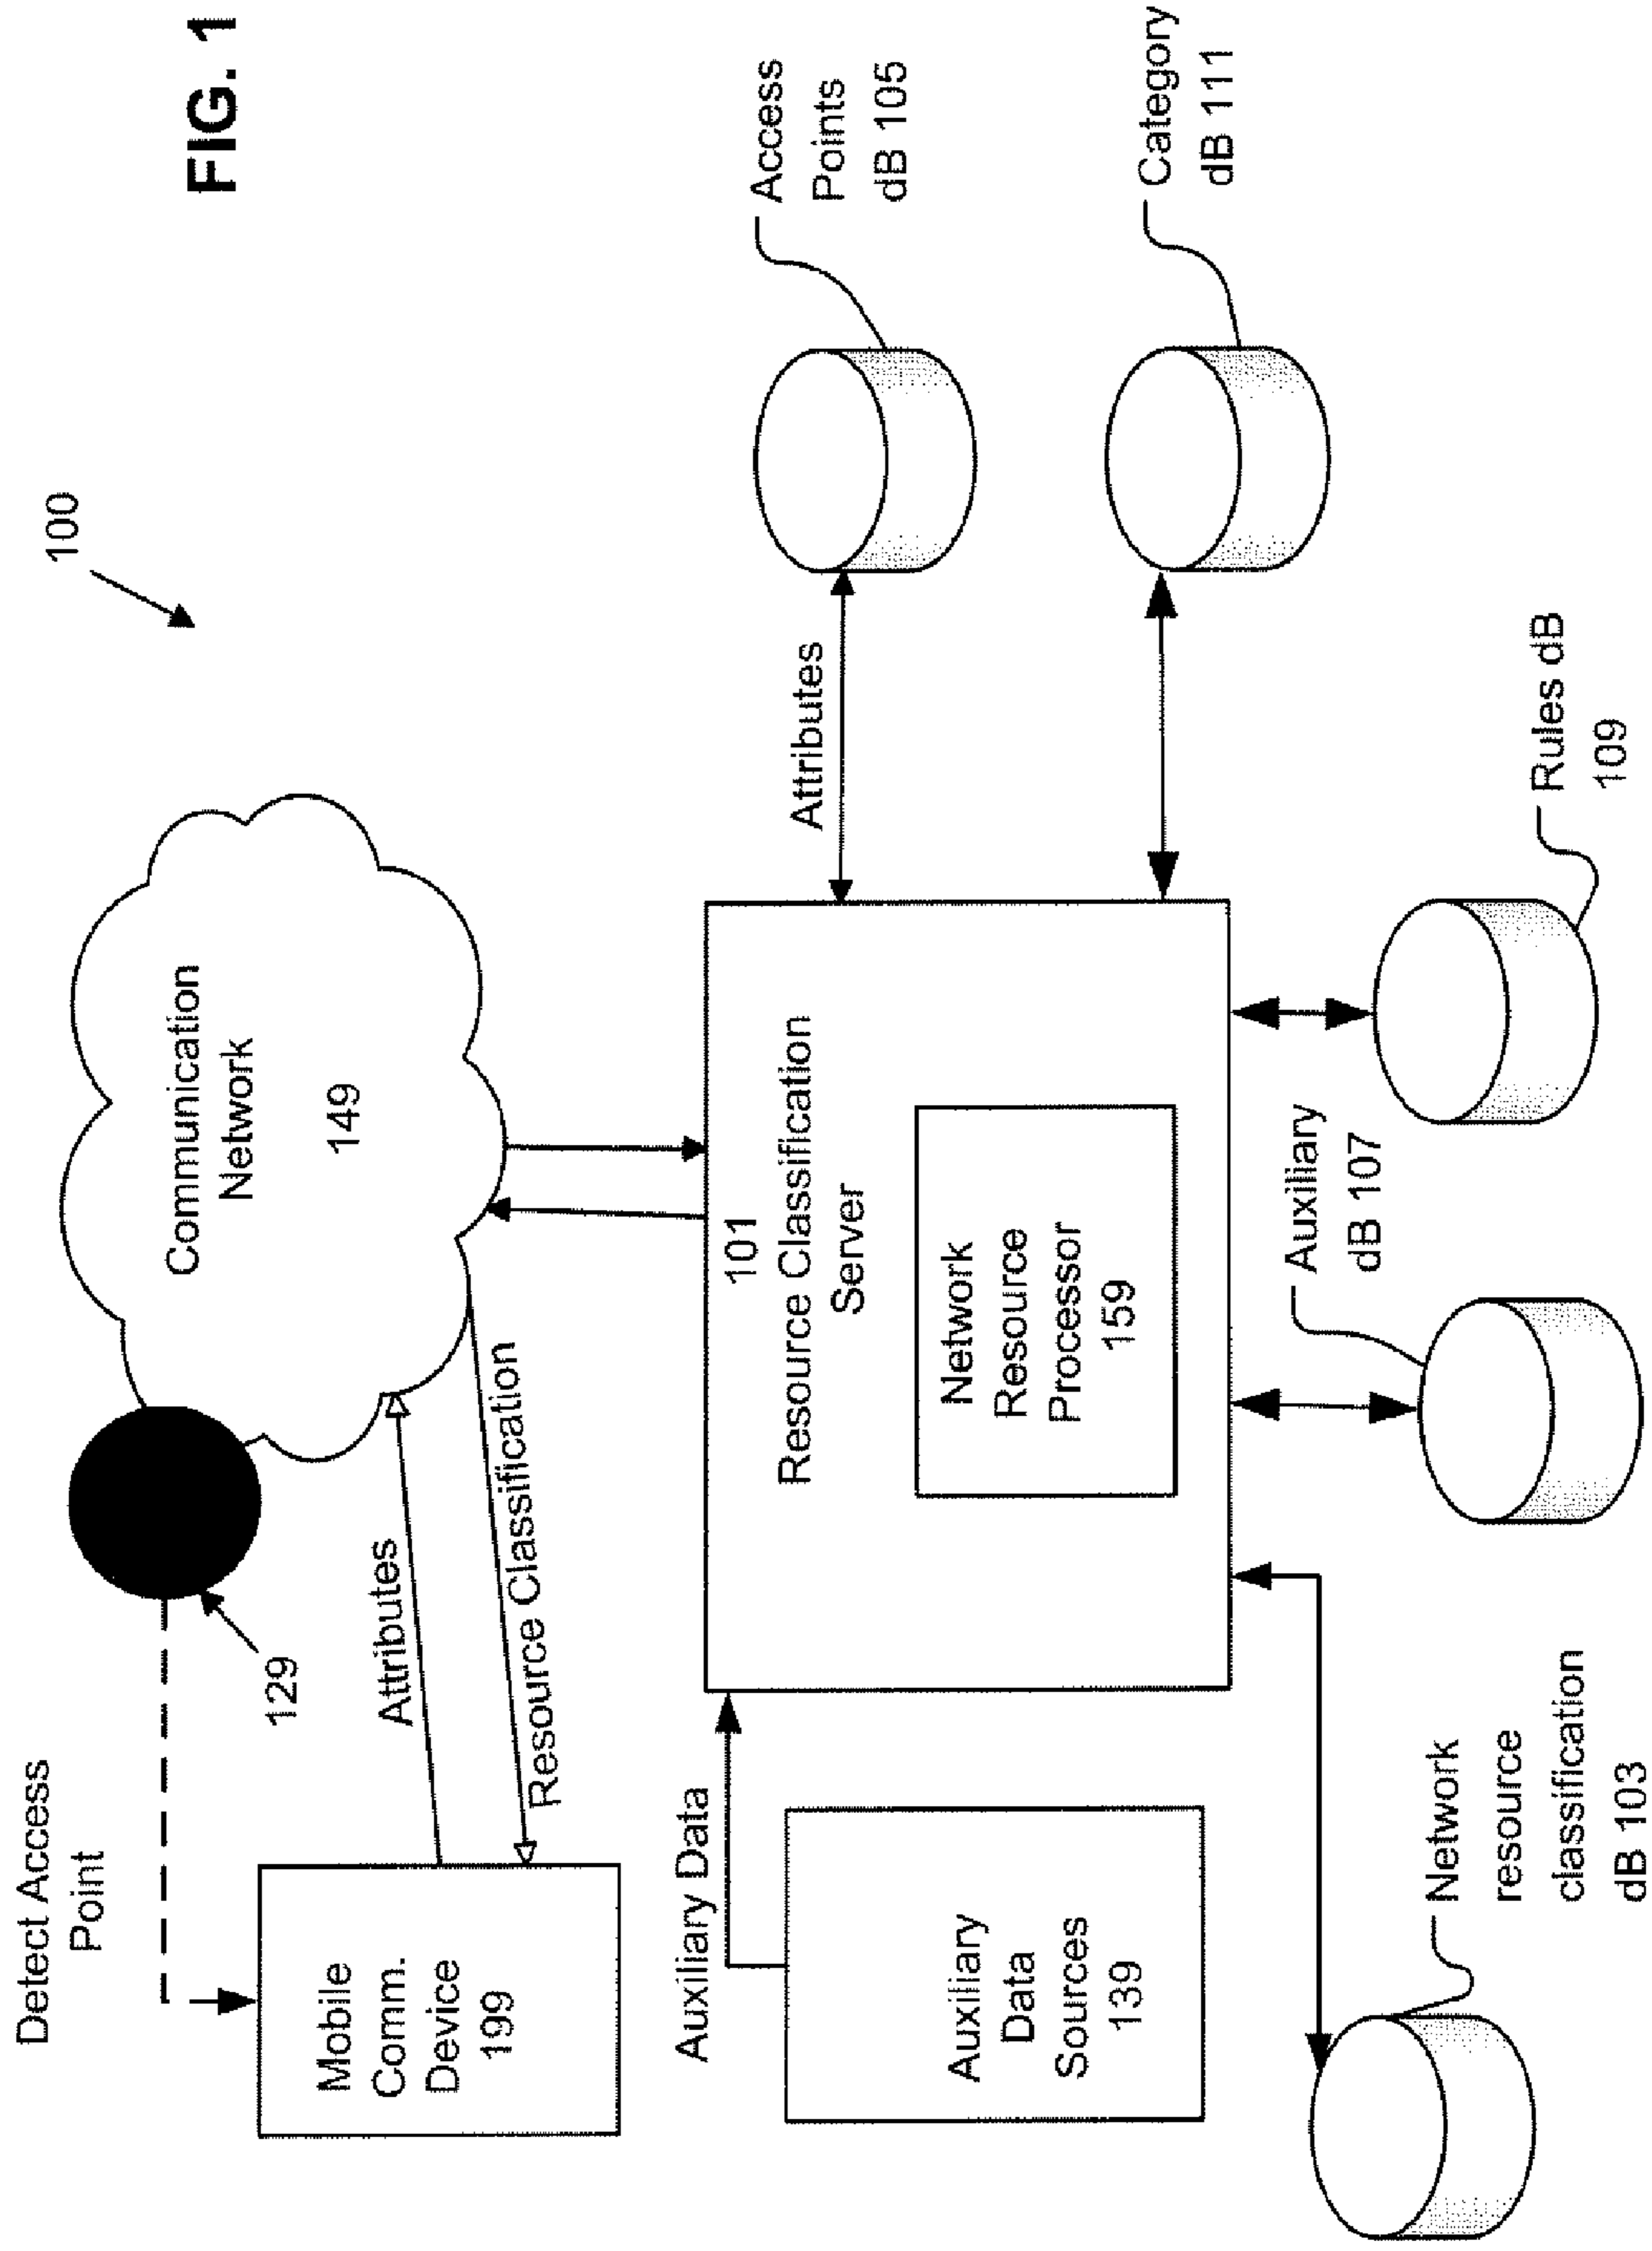 FIG. 1
100
Detect Access
Point
129
Communication
Network
149
Mobile
Comm.
Device
199
Attributes
Resource Classification
Auxiliary Data
Auxiliary
Data
Sources
139
101
Resource Classification
Server
Network
Resource
Processor
159
Attributes
Access
Points
dB 105
Category
dB 111
Network
resource
classification
dB 103
Auxiliary
dB 107
Rules dB
109